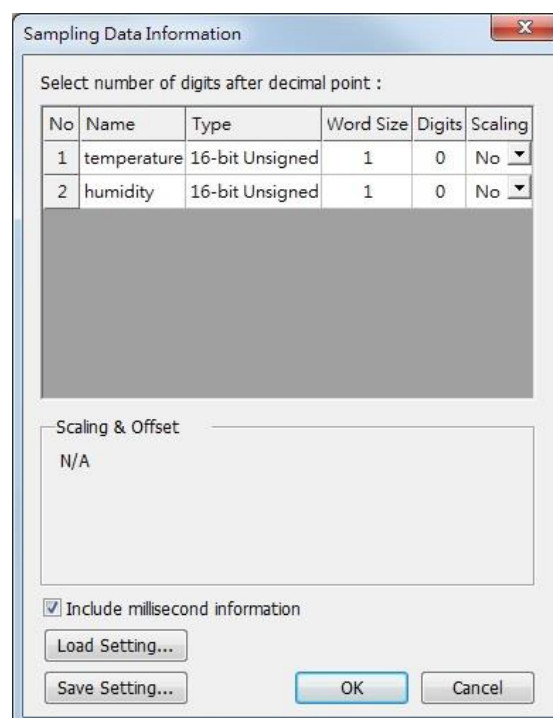 Sampling Data Information
Select number of digits after decimal point :
No Name Type Word Size Digits Scaling
1 temperature 16-bit Unsigned 1 0 No
2 humidity 16-bit Unsigned 1 0 No
Scaling & Offset
N/A
Include millisecond information
Load Setting...
Save Setting...
OK Cancel